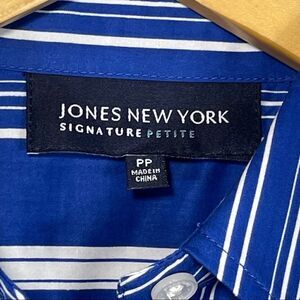 JONES NEW YORK
SIGNATURE PETITE
PP
MADE IN
CHINA